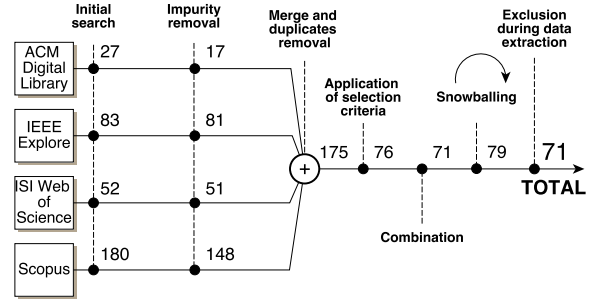 Initial
search
Impurity
removal
Merge and
duplicates
removal
Exclusion
during data
extraction
ACM
Digital
Library
27
17
Application
of selection
criteria
Snowballing
IEEE
Explore
83
81
175
76
71
79
71
TOTAL
+
ISI Web
of
Science
52
51
Combination
Scopus
180
148